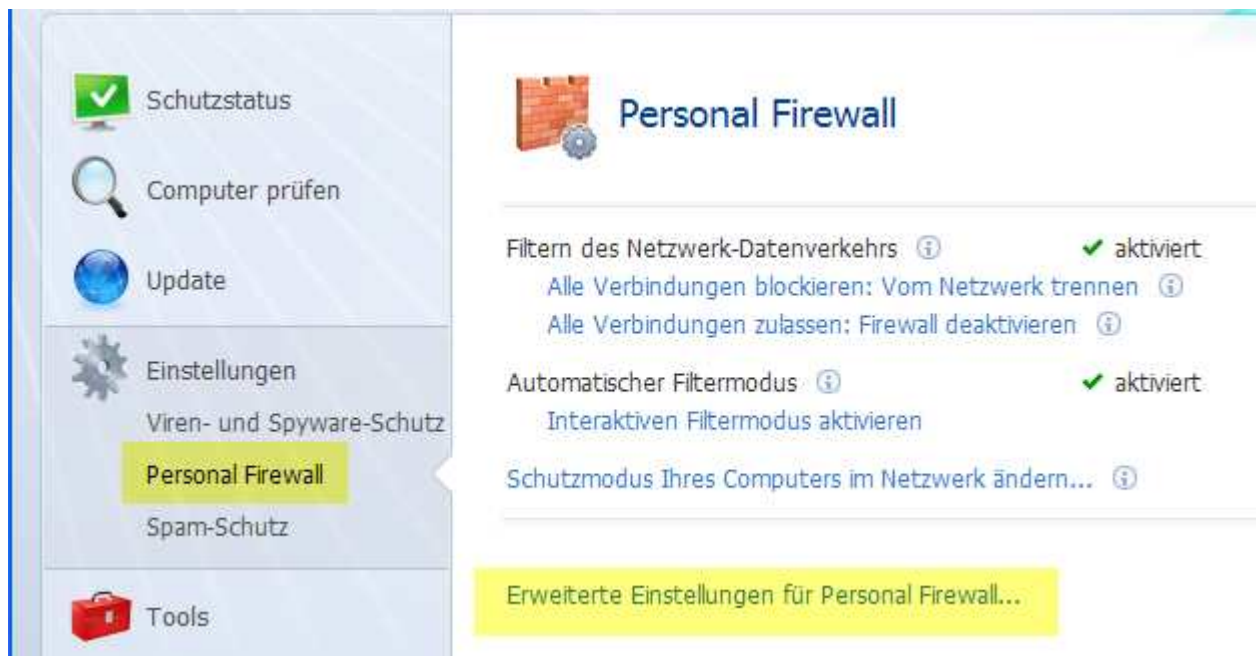 Schutzstatus
Computer prüfen
Update
Einstellungen
Viren- und Spyware-Schutz
Personal Firewall
Spam-Schutz
Tools
Personal Firewall
Filtern des Netzwerk-Datenverkehrs aktiviert
Alle Verbindungen blockieren: Vom Netzwerk trennen
Alle Verbindungen zulassen: Firewall deaktivieren
Automatischer Filtermodus aktiviert
Interaktiven Filtermodus aktivieren
Schutzmodus Ihres Computers im Netzwerk ändern...
Erweiterte Einstellungen für Personal Firewall...